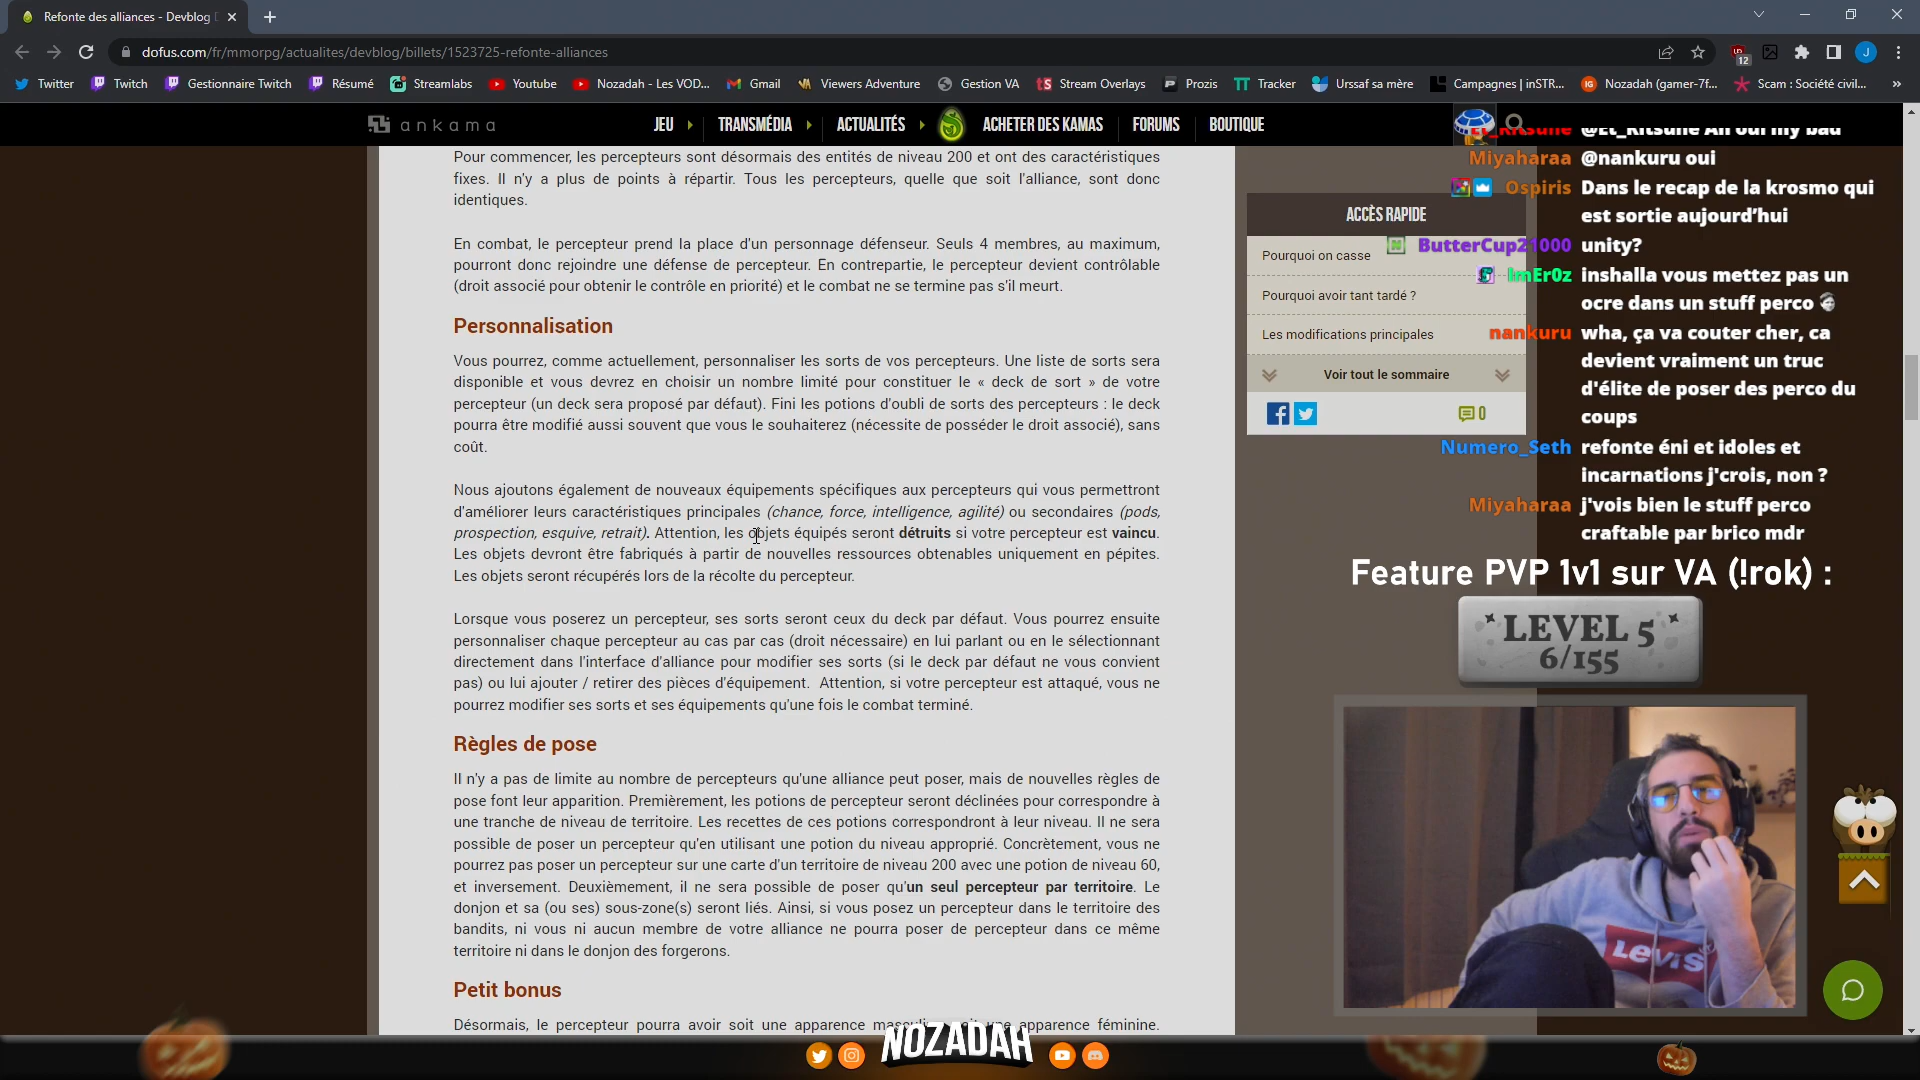 Refonte des alliances - Devblog
dofus.com/fr/mmorpg/actualites/devblog/billets/1523725-refonte-alliances
12
J
Twitter
Twitch
Gestionnaire Twitch
Résumé
Streamlabs
Youtube
Nozadah - Les VOD...
Gmail
Viewers Adventure
Gestion VA
Stream Overlays
Prozis
Tracker
Urssaf sa mère
Campagnes | inSTR...
Nozadah (gamer-7f...
Scam : Société civil...
»
ankama
JEU
TRANSMÉDIA
ACTUALITÉS
ACHETER DES KAMAS
FORUMS
BOUTIQUE
Pour commencer, les percepteurs sont désormais des entités de niveau 200 et ont des caractéristiques
fixes. Il n'y a plus de points à répartir. Tous les percepteurs, quelle que soit l'alliance, sont donc
identiques.
En combat, le percepteur prend la place d'un personnage défenseur. Seuls 4 membres, au maximum,
pourront donc rejoindre une défense de percepteur. En contrepartie, le percepteur devient contrôlable
(droit associé pour obtenir le contrôle en priorité) et le combat ne se termine pas s'il meurt.
Personnalisation
Vous pourrez, comme actuellement, personnaliser les sorts de vos percepteurs. Une liste de sorts sera
disponible et vous devrez en choisir un nombre limité pour constituer le « deck de sort » de votre
percepteur (un deck sera proposé par défaut). Fini les potions d'oubli de sorts des percepteurs : le deck
pourra être modifié aussi souvent que vous le souhaiterez (nécessite de posséder le droit associé), sans
coût.
Nous ajoutons également de nouveaux équipements spécifiques aux percepteurs qui vous permettront
d'améliorer leurs caractéristiques principales (chance, force, intelligence, agilité) ou secondaires (pods,
prospection, esquive, retrait). Attention, les objets équipés seront détruits si votre percepteur est vaincu.
Les objets devront être fabriqués à partir de nouvelles ressources obtenables uniquement en pépites.
Les objets seront récupérés lors de la récolte du percepteur.
Lorsque vous poserez un percepteur, ses sorts seront ceux du deck par défaut. Vous pourrez ensuite
personnaliser chaque percepteur au cas par cas (droit nécessaire) en lui parlant ou en le sélectionnant
directement dans l'interface d'alliance pour modifier ses sorts (si le deck par défaut ne vous convient
pas) ou lui ajouter / retirer des pièces d'équipement. Attention, si votre percepteur est attaqué, vous ne
pourrez modifier ses sorts et ses équipements qu'une fois le combat terminé.
Règles de pose
Il n'y a pas de limite au nombre de percepteurs qu'une alliance peut poser, mais de nouvelles règles de
pose font leur apparition. Premièrement, les potions de percepteur seront déclinées pour correspondre à
une tranche de niveau de territoire. Les recettes de ces potions correspondront à leur niveau. Il ne sera
possible de poser un percepteur qu'en utilisant une potion du niveau approprié. Concrètement, vous ne
pourrez pas poser un percepteur sur une carte d'un territoire de niveau 200 avec une potion de niveau 60,
et inversement. Deuxièmement, il ne sera possible de poser qu'un seul percepteur par territoire. Le
donjon et sa (ou ses) sous-zone(s) seront liés. Ainsi, si vous posez un percepteur dans le territoire des
bandits, ni vous ni aucun membre de votre alliance ne pourra poser de percepteur dans ce même
territoire ni dans le donjon des forgerons.
Petit bonus
Désormais, le percepteur pourra avoir soit une apparence apparence féminine.
ACCÈS RAPIDE
Pourquoi on casse
Pourquoi avoir tant tardé ?
Les modifications principales
Voir tout le sommaire
0
Et_Kitsune @Et_Kitsune Ah oui my bad
Miyaharaa @nankuru oui
Ospiris Dans le recap de la krosmo qui
est sortie aujourd'hui
ButterCup21000 unity?
ImEr0z inshalla vous mettez pas un
ocre dans un stuff perco
nankuru wha, ça va couter cher, ca
devient vraiment un truc
d'élite de poser des perco du
coups
Numero_Seth refonte éni et idoles et
incarnations j'crois, non ?
Miyaharaa j'vois bien le stuff perco
craftable par brico mdr
Feature PVP 1v1 sur VA (!rok) :
LEVEL 5
6/155
Levi's
NOZADAH